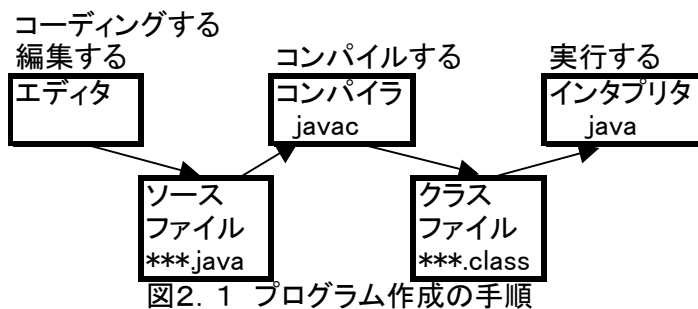 コーディングする
編集する
エディタ
コンパイルする
コンパイラ
javac
実行する
インタプリタ
java
ソース
ファイル
***.java
クラス
ファイル
***.class
図2.1 プログラム作成の手順